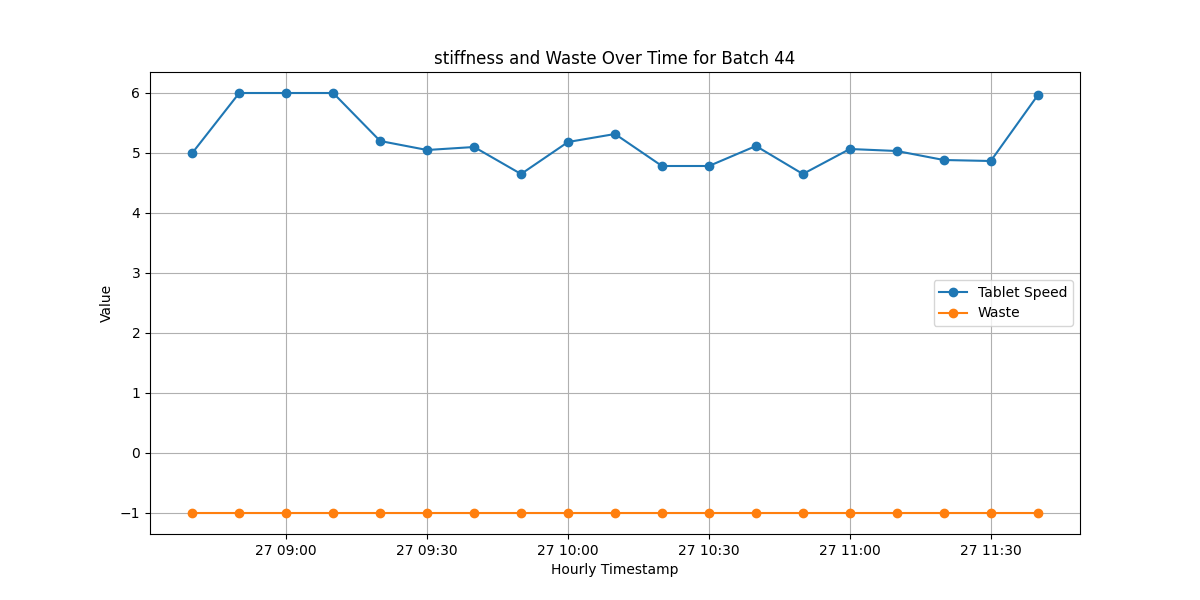 stiffness and Waste Over Time for Batch 44
6
5
4
3
2
1
0
−1
Value
Tablet Speed
Waste
27 09:00 27 09:30 27 10:00 27 10:30 27 11:00 27 11:30
Hourly Timestamp